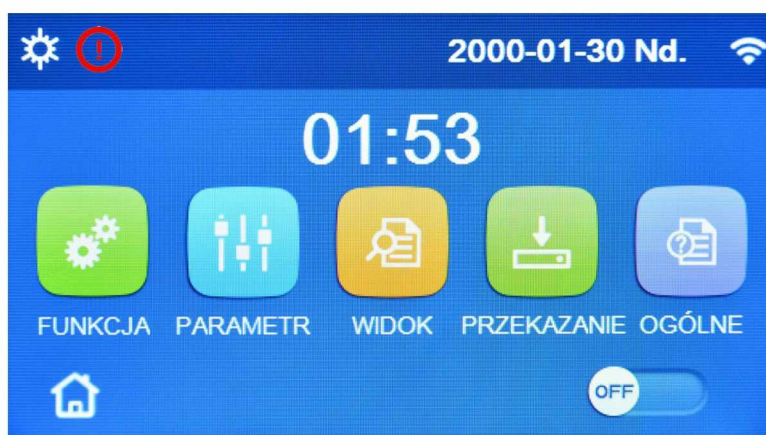 2000-01-30 Nd.
01:53
FUNKCJA PARAMETR WIDOK PRZEKAZANIE OGÓLNE
OFF